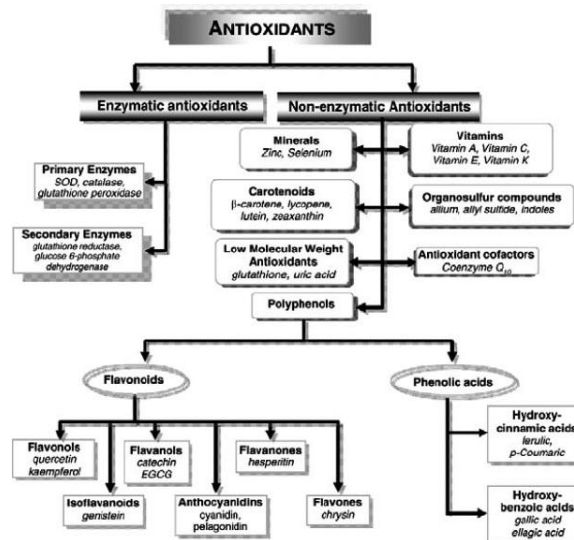 ANTIOXIDANTS
Enzymatic antioxidants
Non-enzymatic Antioxidants
Minerals
Zinc, Selenium
Vitamins
Vitamin A, Vitamin C,
Vitamin E, Vitamin K
Primary Enzymes
SOD, catalase,
glutathione peroxidase
Carotenoids
β-carotene, lycopene,
lutein, zeaxanthin
Organosulfur compounds
allium, allyl sulfide, indoles
Secondary Enzymes
glutathione reductase,
glucose 6-phosphate
dehydrogenase
Low Molecular Weight
Antioxidants
glutathione, uric acid
Antioxidant cofactors
Coenzyme Q10
Polyphenols
Flavonoids
Phenolic acids
Flavonols
quercetin
kaempferol
Flavanols
catechin
EGCG
Flavanones
hesperitin
Isoflavanoids
genistein
Anthocyanidins
cyanidin,
pelagonidin
Flavones
chrysin
Hydroxy-
cinnamic acids
ferulic,
p-Coumaric
Hydroxy-
benzoic acids
gallic acid
ellagic acid